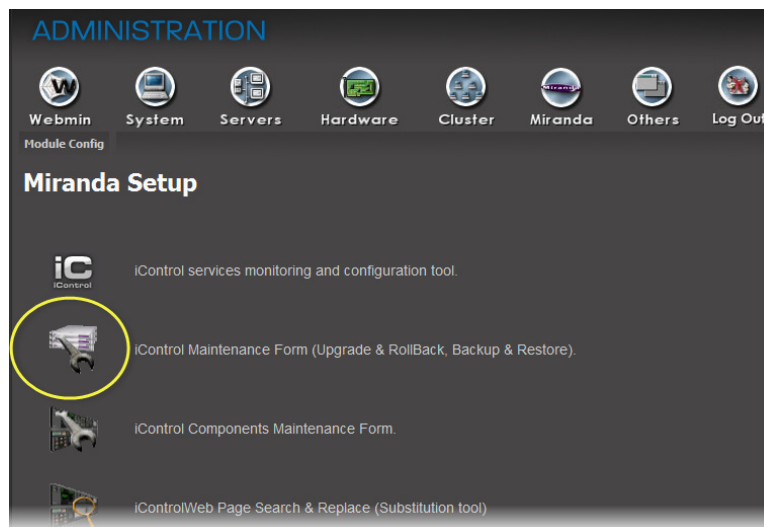 ADMINISTRATION
Webmin System Servers Hardware Cluster Miranda Others Log Out
Module Config
Miranda Setup
iC
iControl
iControl services monitoring and configuration tool.
iControl Maintenance Form (Upgrade & RollBack, Backup & Restore).
iControl Components Maintenance Form.
iControlWeb Page Search & Replace (Substitution tool)